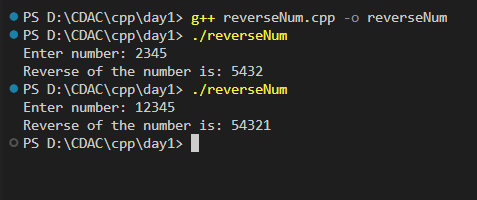 PS D:\CDAC\cpp\day1> g++ reverseNum.cpp -o reverseNum
PS D:\CDAC\cpp\day1> ./reverseNum
Enter number: 2345
Reverse of the number is: 5432
PS D:\CDAC\cpp\day1> ./reverseNum
Enter number: 12345
Reverse of the number is: 54321
PS D:\CDAC\cpp\day1>